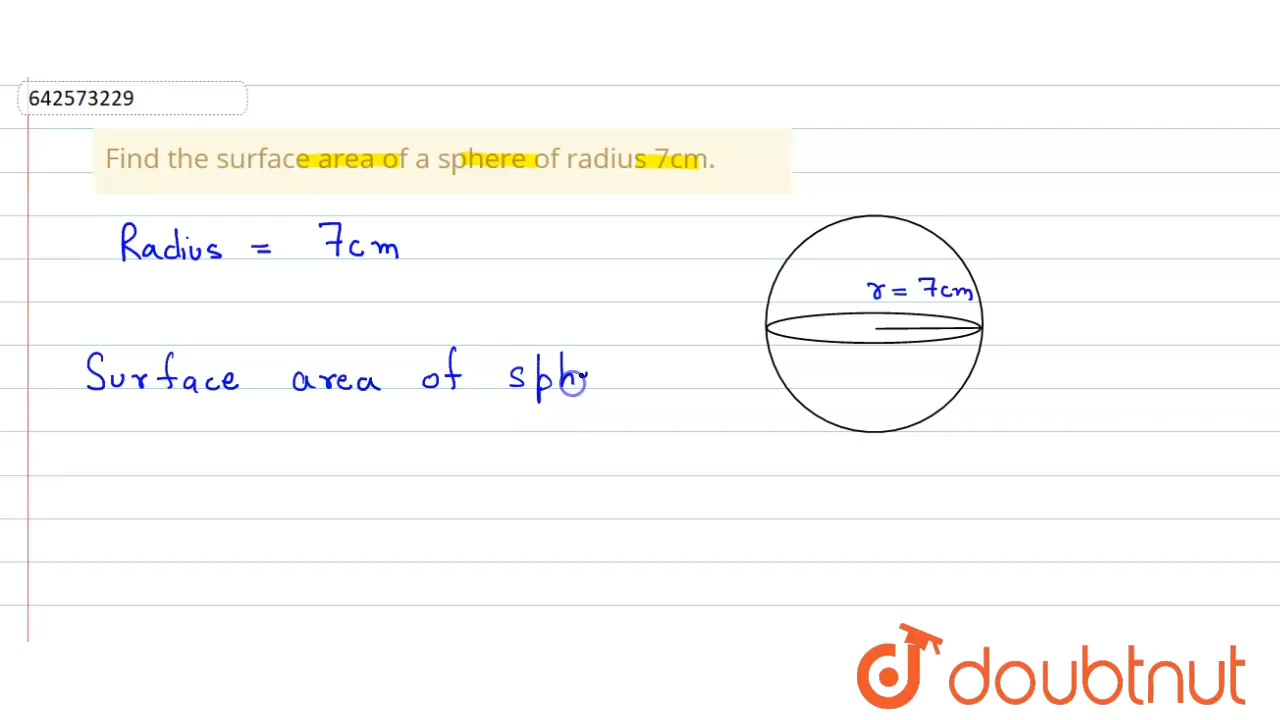 642573229
Find the surface area of a sphere of radius 7cm.
Radius = 7cm
r = 7cm
Surface area of sph
doubtnut